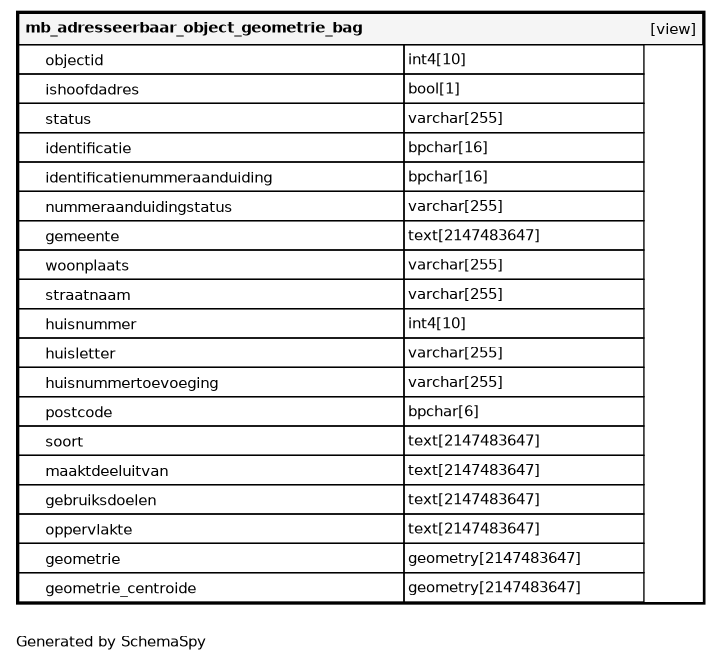 mb_adresseerbaar_object_geometrie_bag [view]
objectid int4[10]
ishoofdadres bool[1]
status varchar[255]
identificatie bpchar[16]
identificatienummeraanduiding bpchar[16]
nummeraanduidingstatus varchar[255]
gemeente text[2147483647]
woonplaats varchar[255]
straatnaam varchar[255]
huisnummer int4[10]
huisletter varchar[255]
huisnummertoevoeging varchar[255]
postcode bpchar[6]
soort text[2147483647]
maaktdeeluitvan text[2147483647]
gebruiksdoelen text[2147483647]
oppervlakte text[2147483647]
geometrie geometry[2147483647]
geometrie_centroide geometry[2147483647]
Generated by SchemaSpy